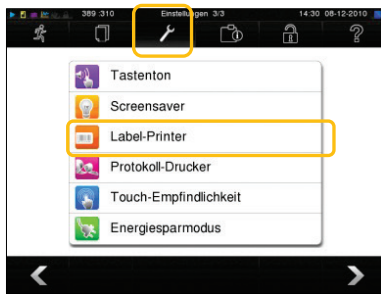 389 :310 Einstellungen 3/3 14:30 08-12-2010
Tastenton
Screensaver
Label-Printer
Protokoll-Drucker
Touch-Empfindlichkeit
Energiesparmodus